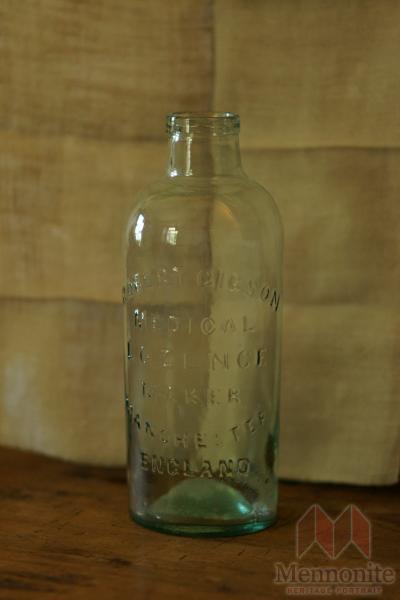 ROBERT GIBSON
MEDICAL
LOZENGE
MAKER
MANCHESTER
ENGLAND
Mennonite
HERITAGE PORTRAIT